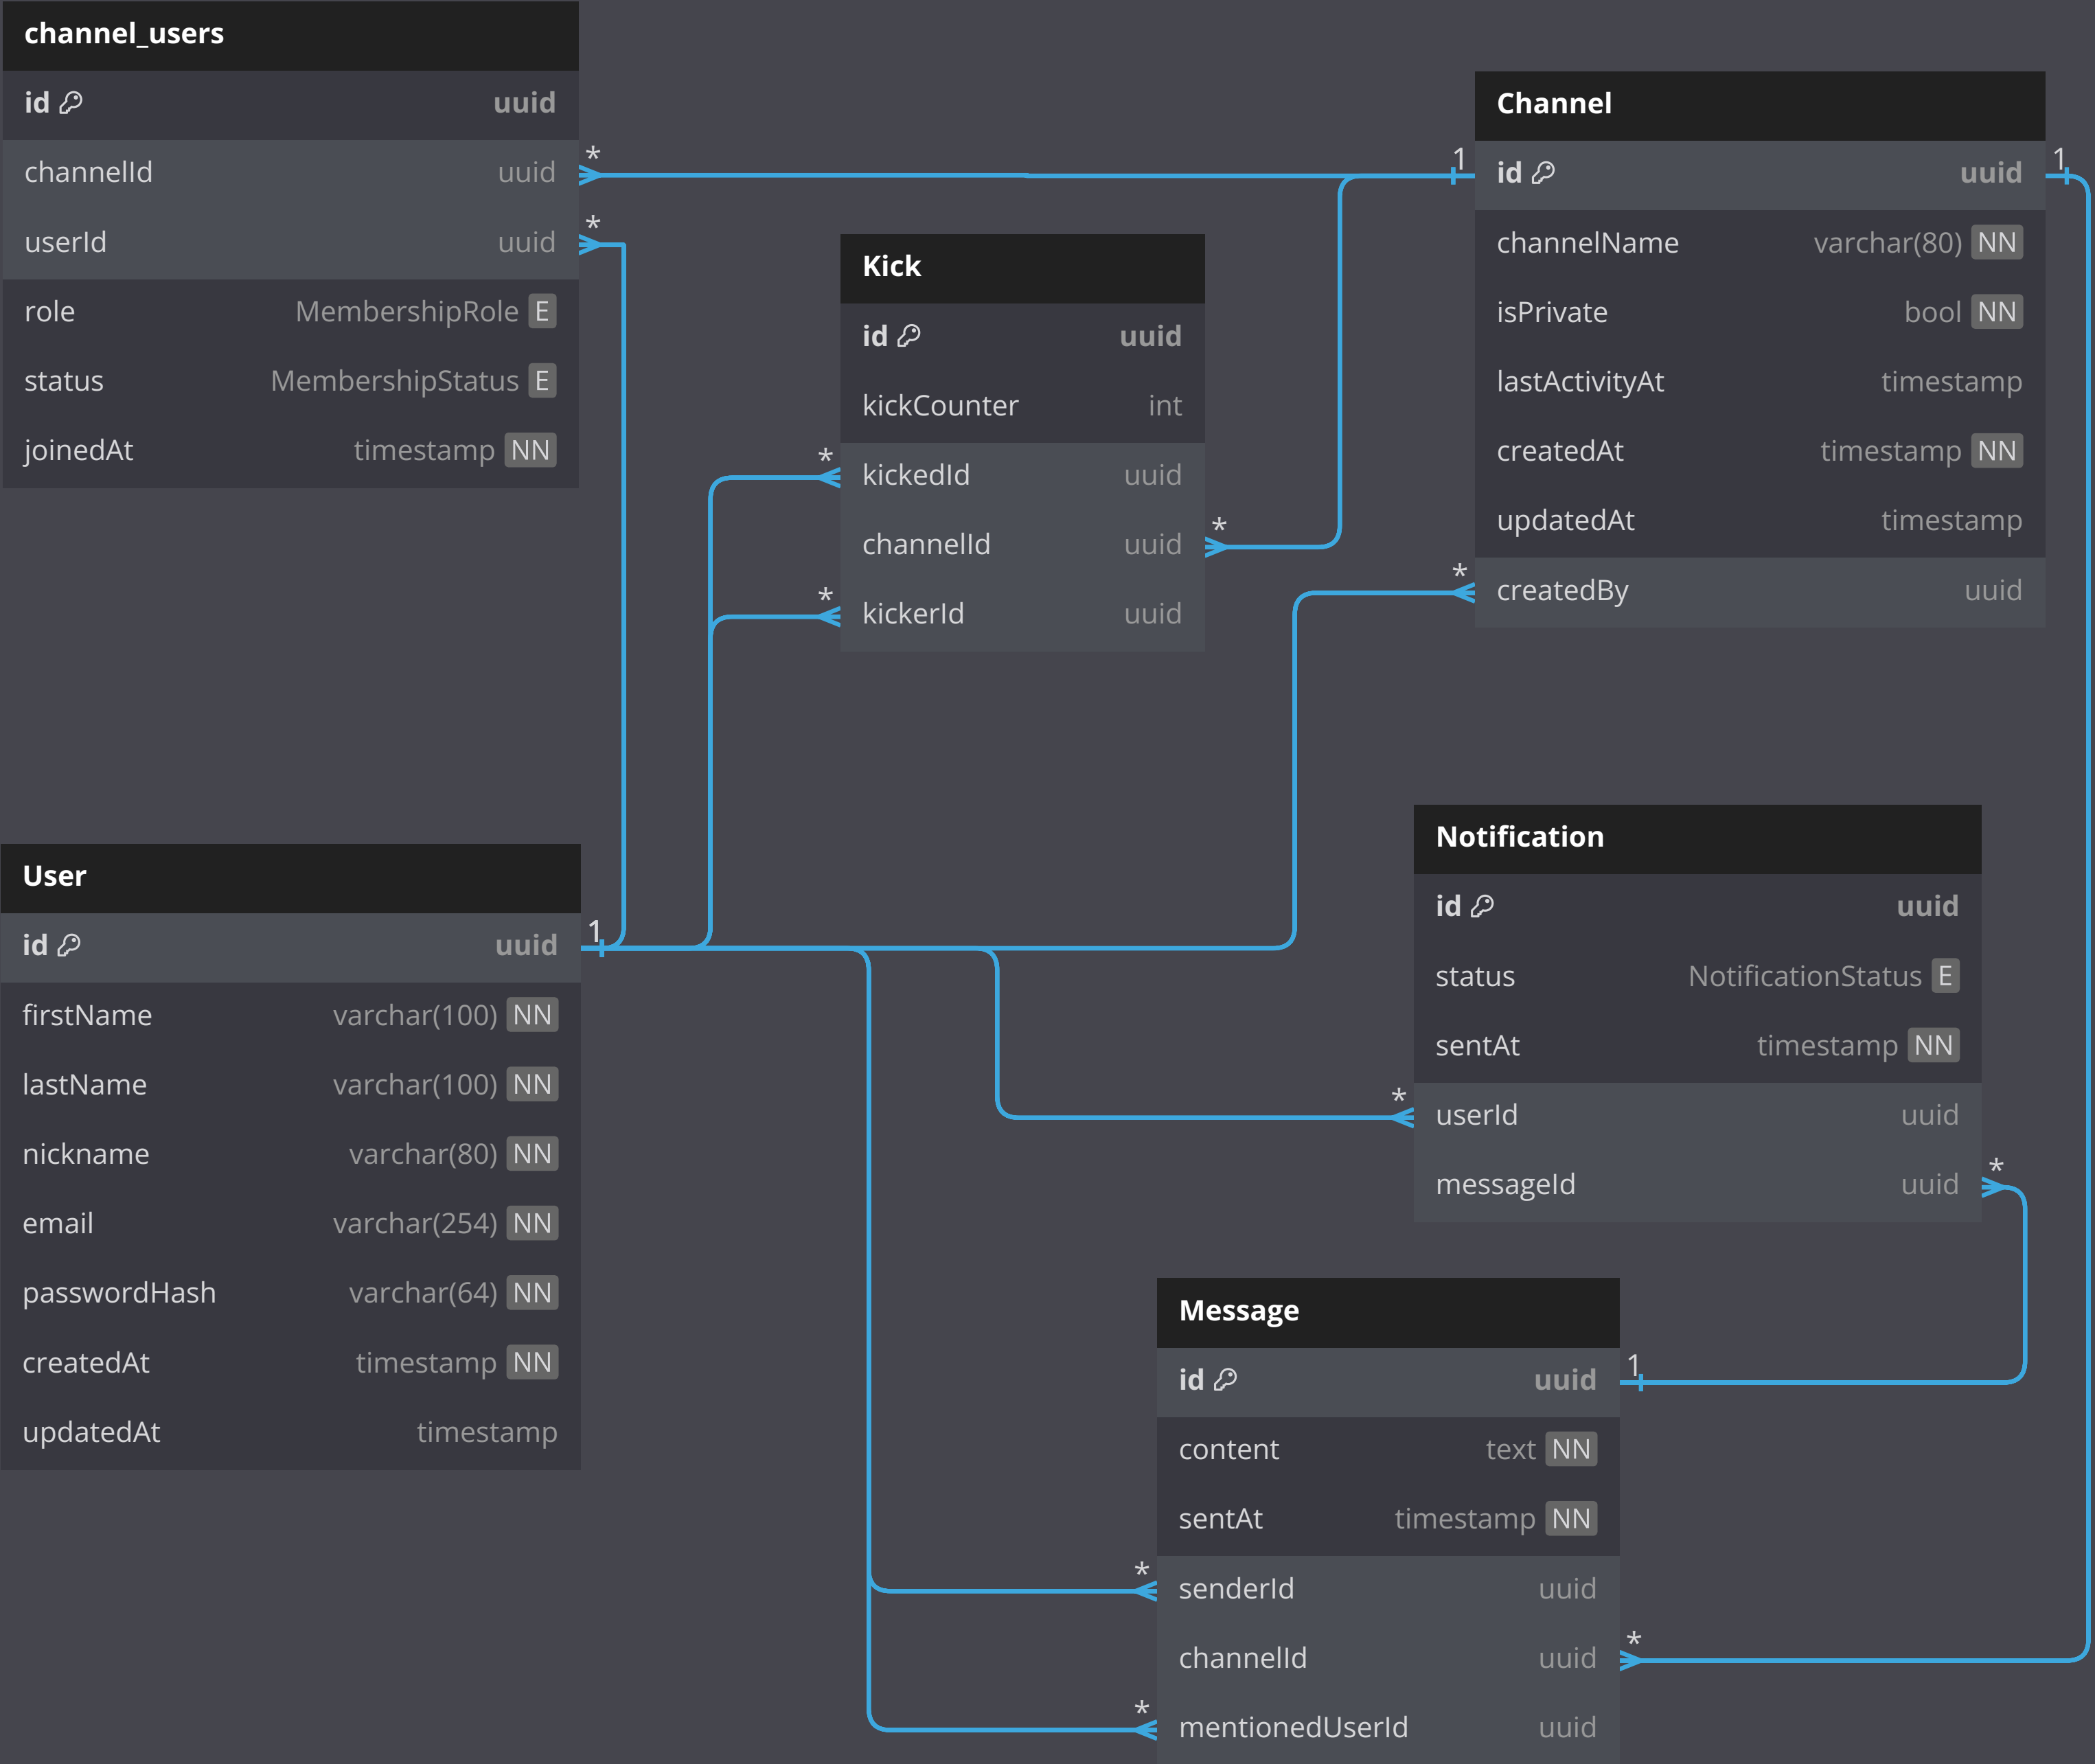 channel_users
id uuid
channelId uuid
userId uuid
role MembershipRole E
status MembershipStatus E
joinedAt timestamp NN
*
*
Channel
id uuid
channelName varchar(80) NN
isPrivate bool NN
lastActivityAt timestamp
createdAt timestamp NN
updatedAt timestamp
createdBy uuid
1
1
*
Kick
id uuid
kickCounter int
kickedId uuid
channelId uuid
kickerId uuid
*
*
*
User
id uuid
firstName varchar(100) NN
lastName varchar(100) NN
nickname varchar(80) NN
email varchar(254) NN
passwordHash varchar(64) NN
createdAt timestamp NN
updatedAt timestamp
1
Notification
id uuid
status NotificationStatus E
sentAt timestamp NN
userId uuid
messageId uuid
*
*
Message
id uuid
content text NN
sentAt timestamp NN
senderId uuid
channelId uuid
mentionedUserId uuid
1
*
*
*